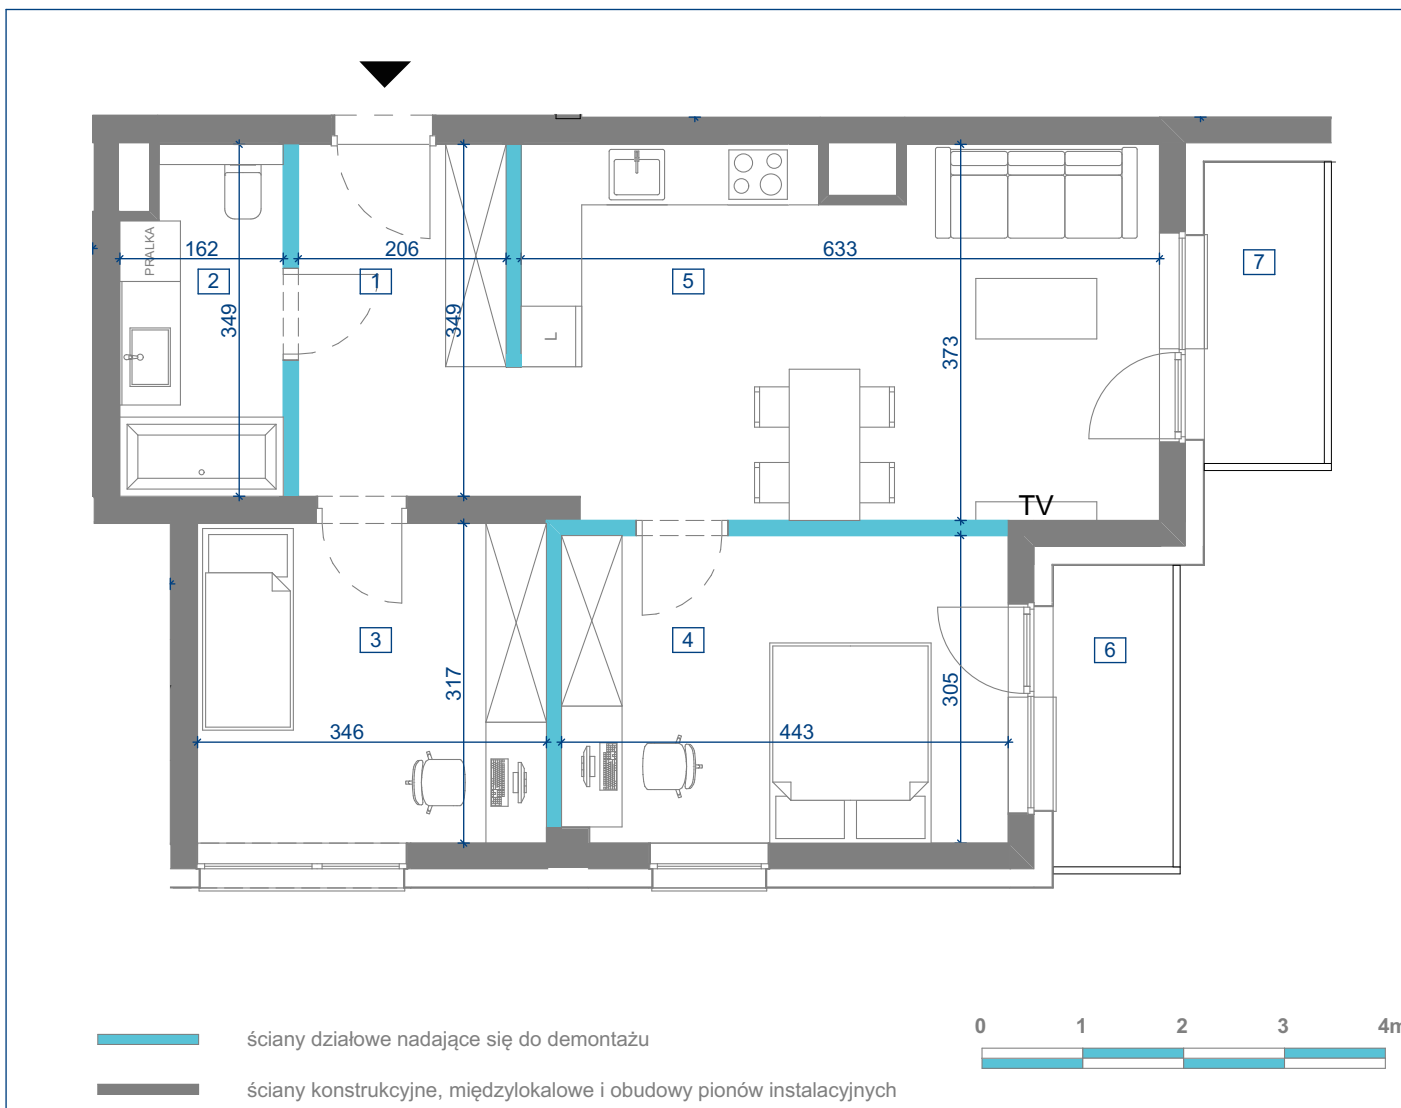 162
206
633
PRALKA
2
1
5
7
349
349
373
L
TV
3
4
6
317
305
346
443
0 1 2 3 4m
ściany działowe nadające się do demontażu
ściany konstrukcyjne, międzylokalowe i obudowy pionów instalacyjnych